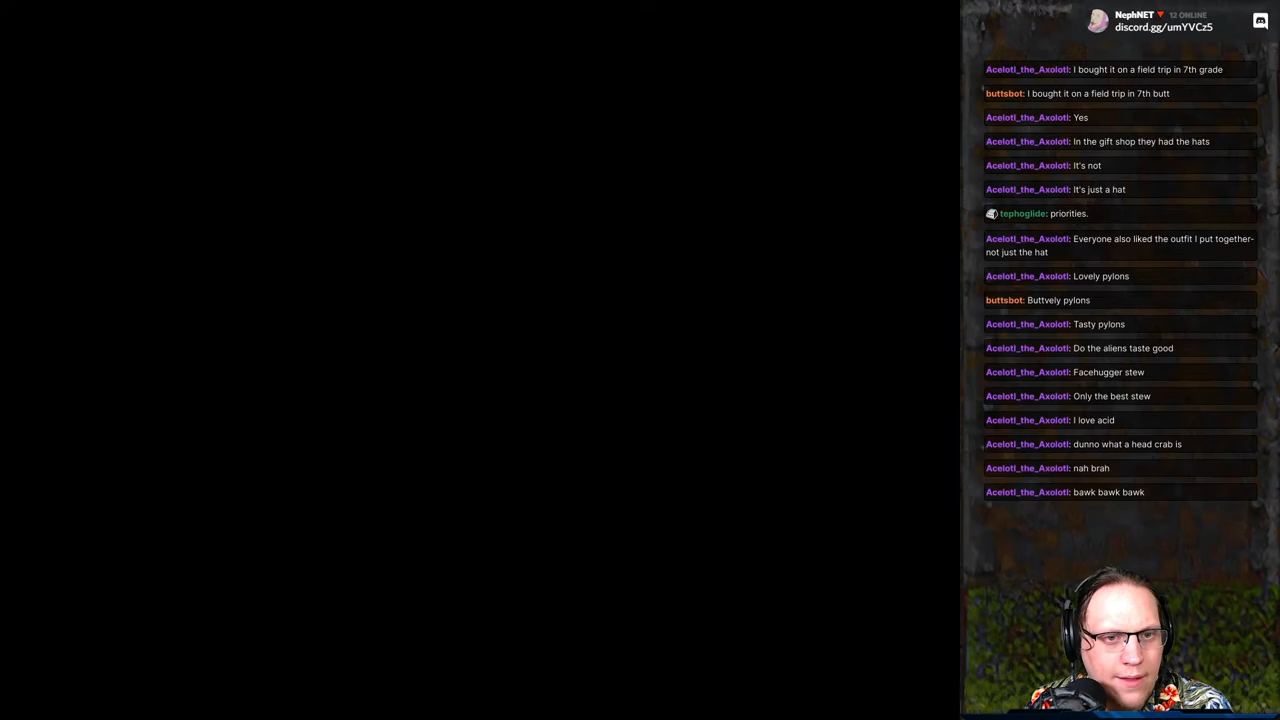 NephNET 12 ONLINE
discord.gg/umYVCz5
Acelotl_the_Axolotl: I bought it on a field trip in 7th grade
buttsbot: I bought it on a field trip in 7th butt
Acelotl_the_Axolotl: Yes
Acelotl_the_Axolotl: In the gift shop they had the hats
Acelotl_the_Axolotl: It's not
Acelotl_the_Axolotl: It's just a hat
tephoglide: priorities.
Acelotl_the_Axolotl: Everyone also liked the outfit I put together-
not just the hat
Acelotl_the_Axolotl: Lovely pylons
buttsbot: Buttvely pylons
Acelotl_the_Axolotl: Tasty pylons
Acelotl_the_Axolotl: Do the aliens taste good
Acelotl_the_Axolotl: Facehugger stew
Acelotl_the_Axolotl: Only the best stew
Acelotl_the_Axolotl: I love acid
Acelotl_the_Axolotl: dunno what a head crab is
Acelotl_the_Axolotl: nah brah
Acelotl_the_Axolotl: bawk bawk bawk